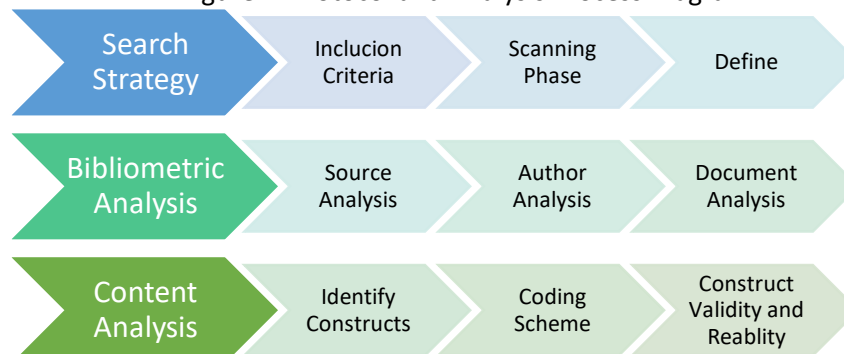 Search
Strategy
Inclucion
Criteria
Scanning
Phase
Define
Bibliometric
Analysis
Source
Analysis
Author
Analysis
Document
Analysis
Content
Analysis
Identify
Constructs
Coding
Scheme
Construct
Validity and
Reablity